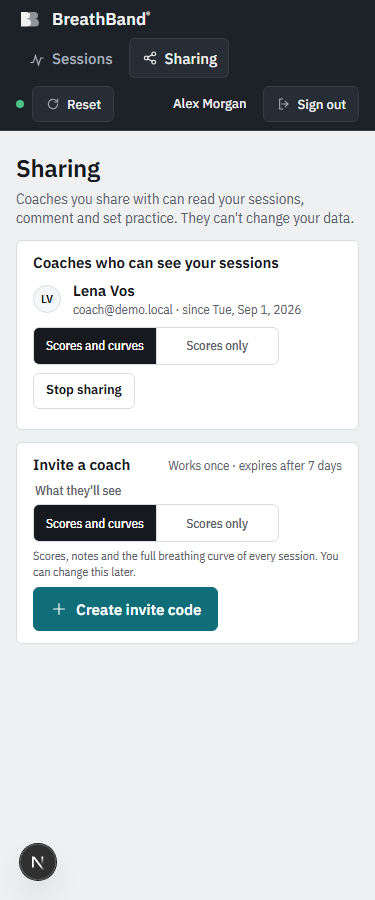 BreathBand®
Sessions
Sharing
Reset
Alex Morgan
Sign out
Sharing
Coaches you share with can read your sessions,
comment and set practice. They can't change your data.
Coaches who can see your sessions
LV
Lena Vos
coach@demo.local · since Tue, Sep 1, 2026
Scores and curves
Scores only
Stop sharing
Invite a coach
Works once · expires after 7 days
What they'll see
Scores and curves
Scores only
Scores, notes and the full breathing curve of every session. You
can change this later.
Create invite code
N